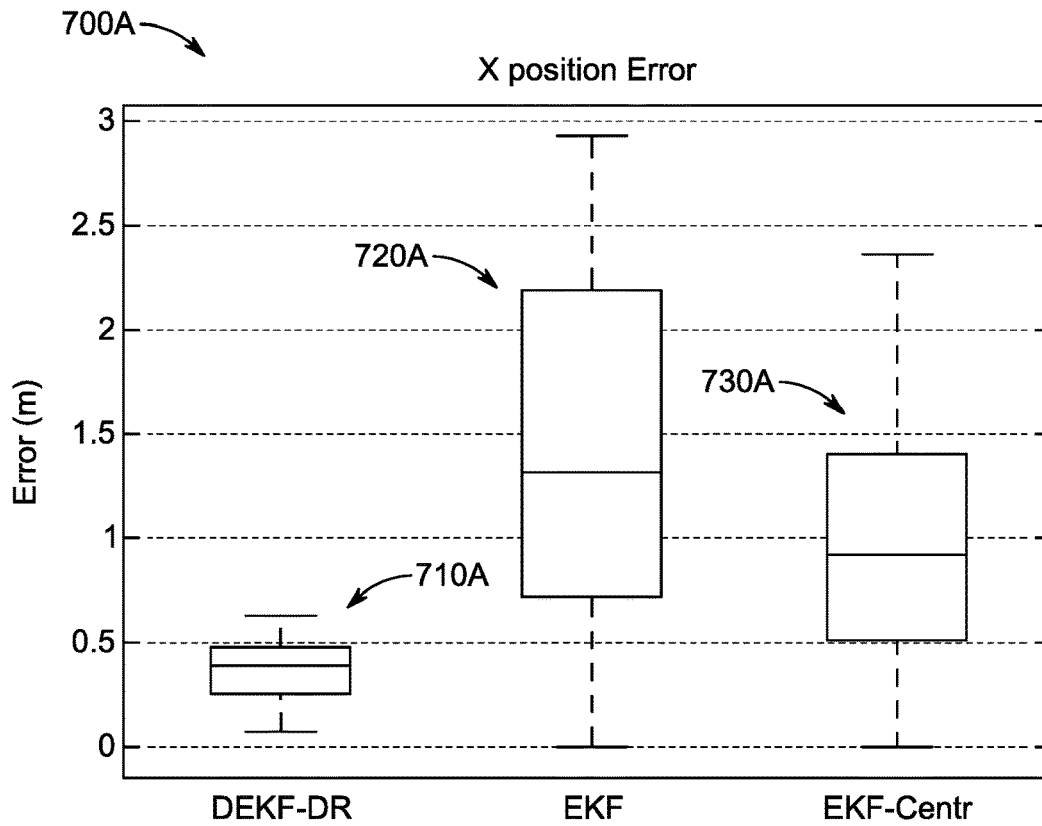 700A
X position Error
3
2.5
2
1.5
1
0.5
0
Error (m)
720A
730A
710A
DEKF-DR
EKF
EKF-Centr